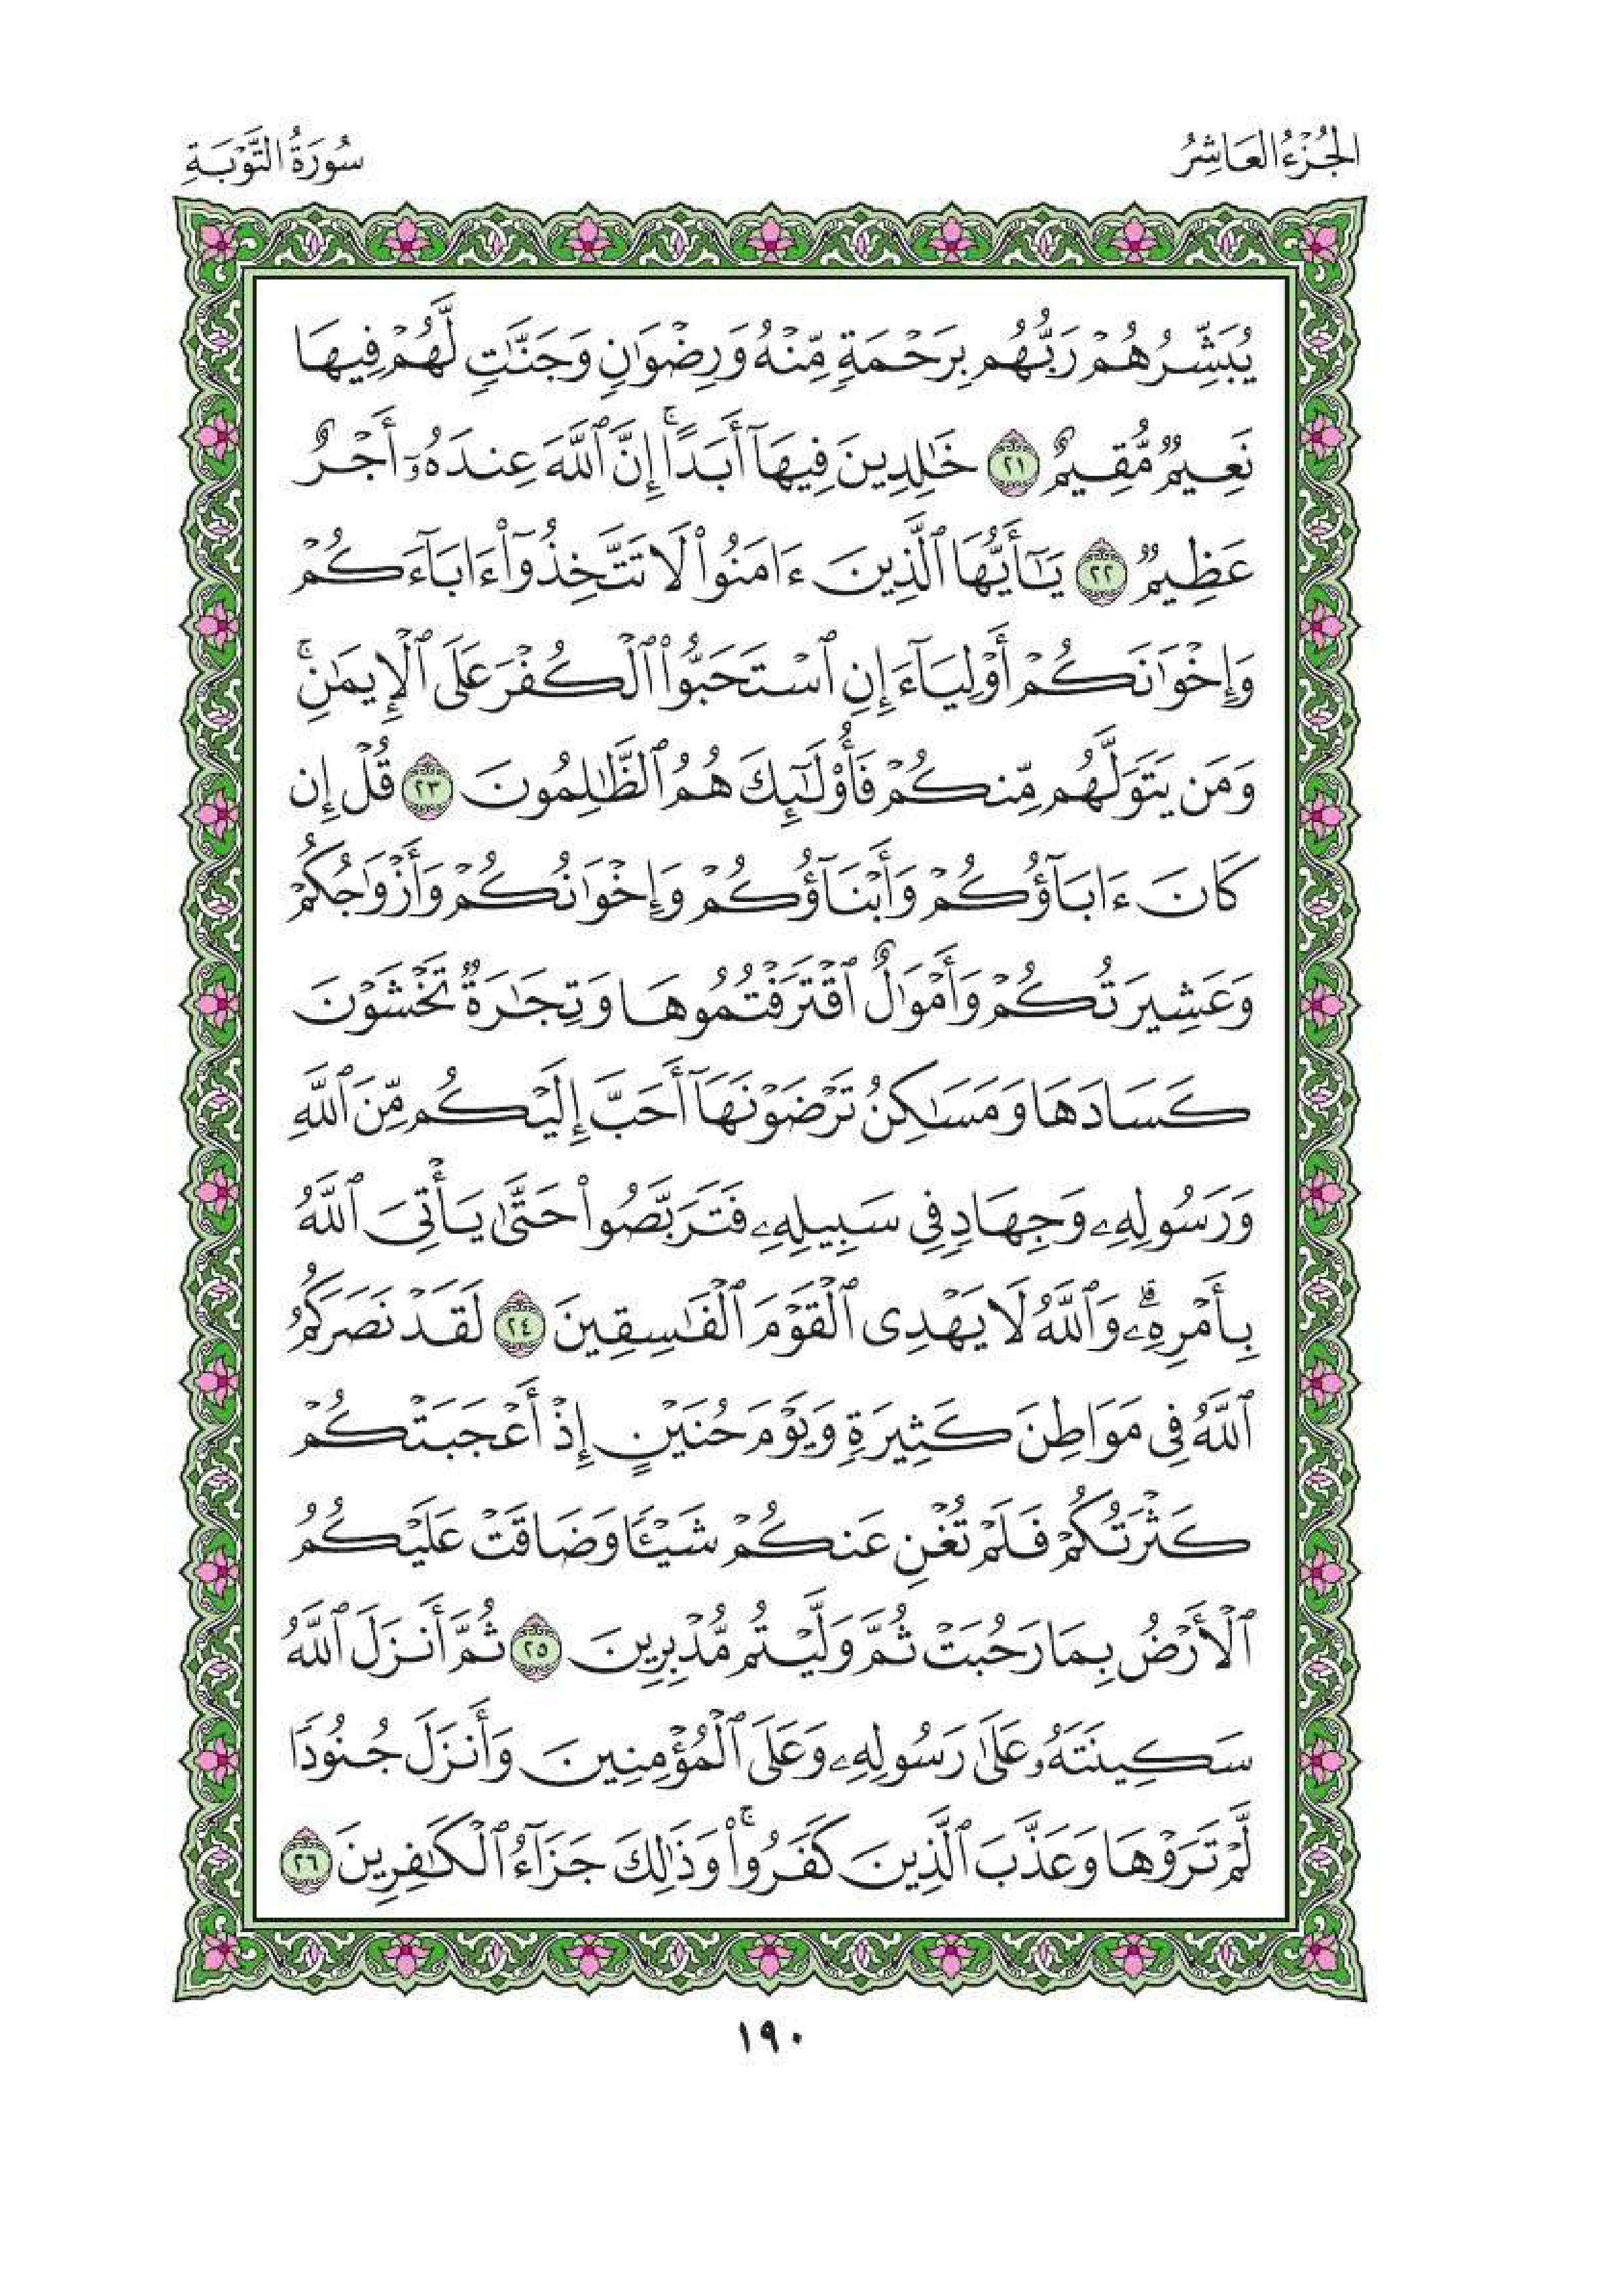 الجُزْءُ العَاشِرُ
سُورَةُ التَّوْبَةِ
يُبَشِّرُهُمْ رَبُّهُم بِرَحْمَةٍ مِّنْهُ وَرِضْوَٰنٍ وَجَنَّـٰتٍ لَّهُمْ فِيهَا
نَعِيمٌ مُّقِيمٌ ٢١ خَـٰلِدِينَ فِيهَآ أَبَدًا ۚ إِنَّ ٱللَّهَ عِندَهُۥٓ أَجْرٌ
عَظِيمٌ ٢٢ يَـٰٓأَيُّهَا ٱلَّذِينَ ءَامَنُوا۟ لَا تَتَّخِذُوٓا۟ ءَابَآءَكُمْ
وَإِخْوَٰنَكُمْ أَوْلِيَآءَ إِنِ ٱسْتَحَبُّوا۟ ٱلْكُفْرَ عَلَى ٱلْإِيمَـٰنِ ۚ
وَمَن يَتَوَلَّهُم مِّنكُمْ فَأُو۟لَـٰٓئِكَ هُمُ ٱلظَّـٰلِمُونَ ٢٣ قُلْ إِن
كَانَ ءَابَآؤُكُمْ وَأَبْنَآؤُكُمْ وَإِخْوَٰنُكُمْ وَأَزْوَٰجُكُمْ
وَعَشِيرَتُكُمْ وَأَمْوَٰلٌ ٱقْتَرَفْتُمُوهَا وَتِجَـٰرَةٌ تَخْشَوْنَ
كَسَادَهَا وَمَسَـٰكِنُ تَرْضَوْنَهَآ أَحَبَّ إِلَيْكُم مِّنَ ٱللَّهِ
وَرَسُولِهِۦ وَجِهَادٍ فِى سَبِيلِهِۦ فَتَرَبَّصُوا۟ حَتَّىٰ يَأْتِىَ ٱللَّهُ
بِأَمْرِهِۦ ۗ وَٱللَّهُ لَا يَهْدِى ٱلْقَوْمَ ٱلْفَـٰسِقِينَ ٢٤ لَقَدْ نَصَرَكُمُ
ٱللَّهُ فِى مَوَاطِنَ كَثِيرَةٍ وَيَوْمَ حُنَيْنٍ إِذْ أَعْجَبَتْكُمْ
كَثْرَتُكُمْ فَلَمْ تُغْنِ عَنكُمْ شَيْـًٔا وَضَاقَتْ عَلَيْكُمُ
ٱلْأَرْضُ بِمَا رَحُبَتْ ثُمَّ وَلَّيْتُم مُّدْبِرِينَ ٢٥ ثُمَّ أَنزَلَ ٱللَّهُ
سَكِينَتَهُۥ عَلَىٰ رَسُولِهِۦ وَعَلَى ٱلْمُؤْمِنِينَ وَأَنزَلَ جُنُودًا
لَّمْ تَرَوْهَا وَعَذَّبَ ٱلَّذِينَ كَفَرُوا۟ ۚ وَذَٰلِكَ جَزَآءُ ٱلْكَـٰفِرِينَ ٢٦
١٩٠